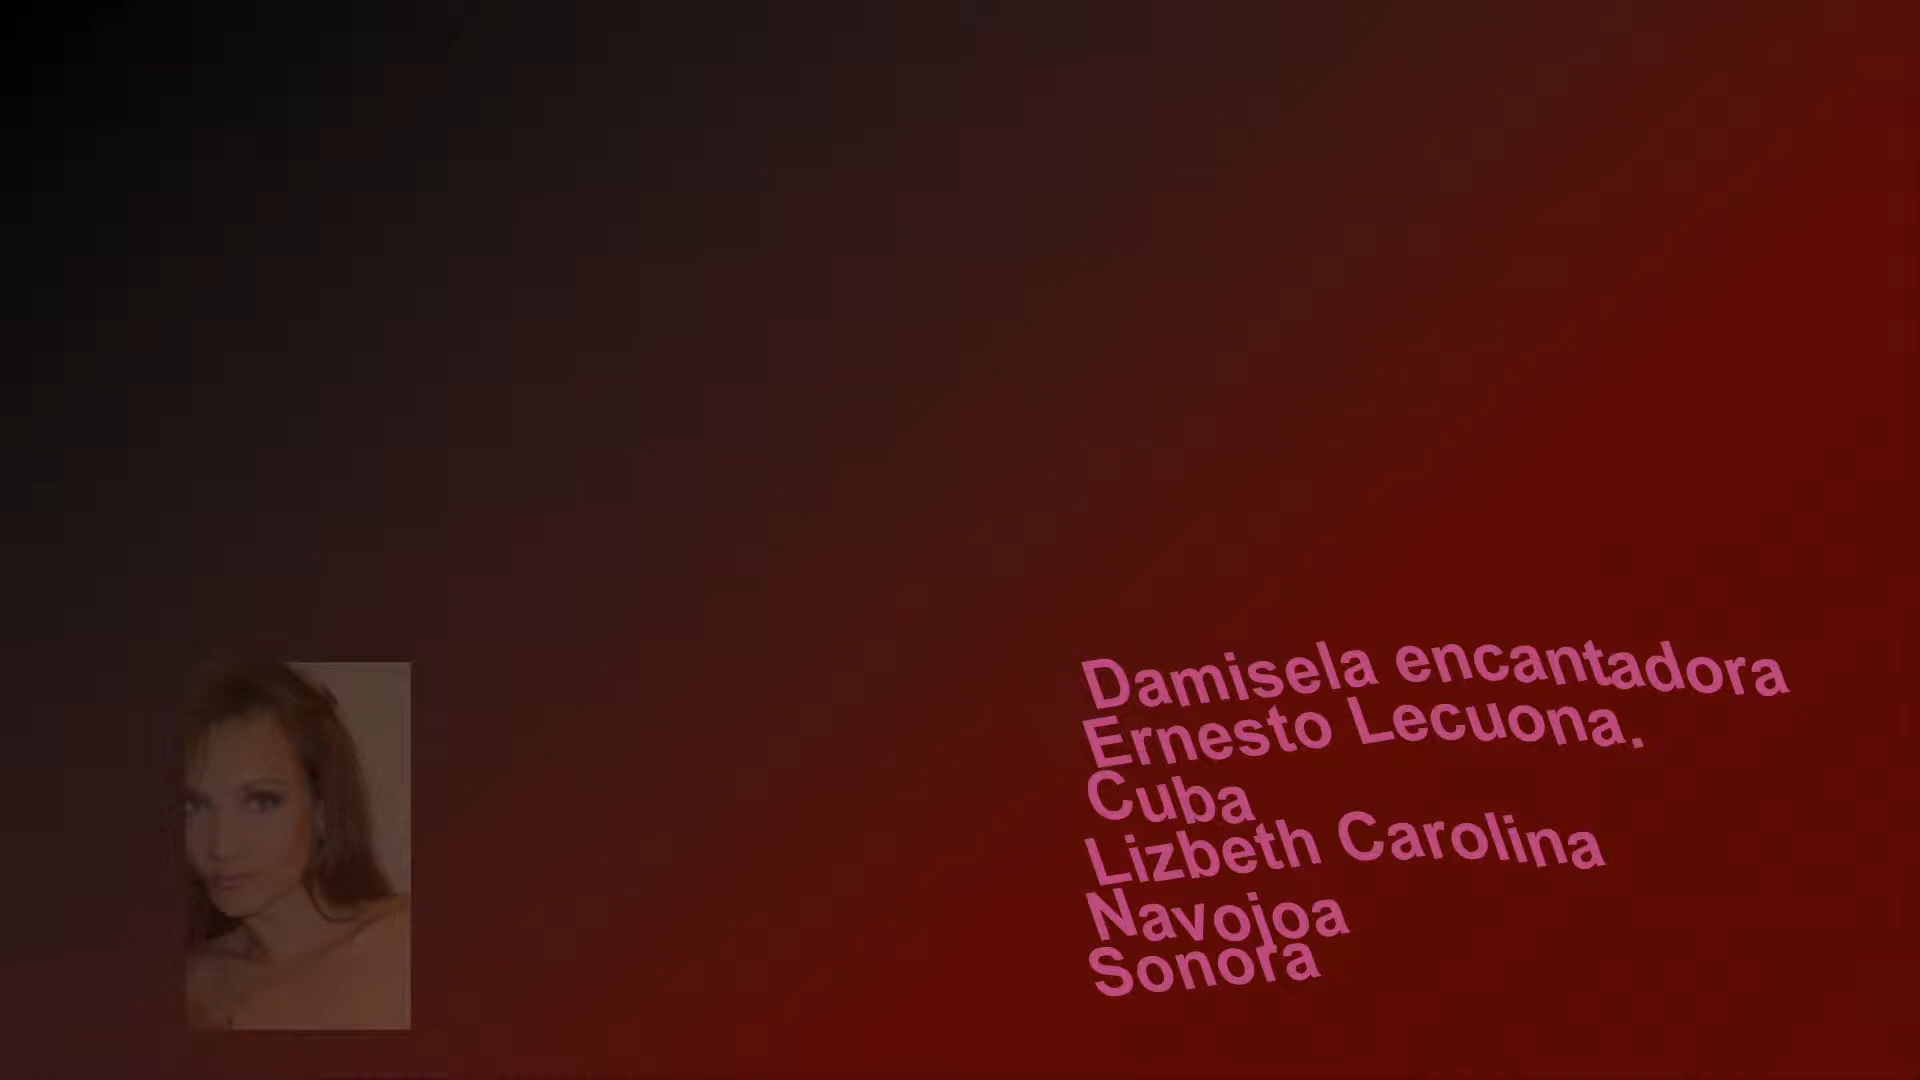 Damisela encantadora
Ernesto Lecuona.
Cuba
Lizbeth Carolina
Navojoa
Sonora